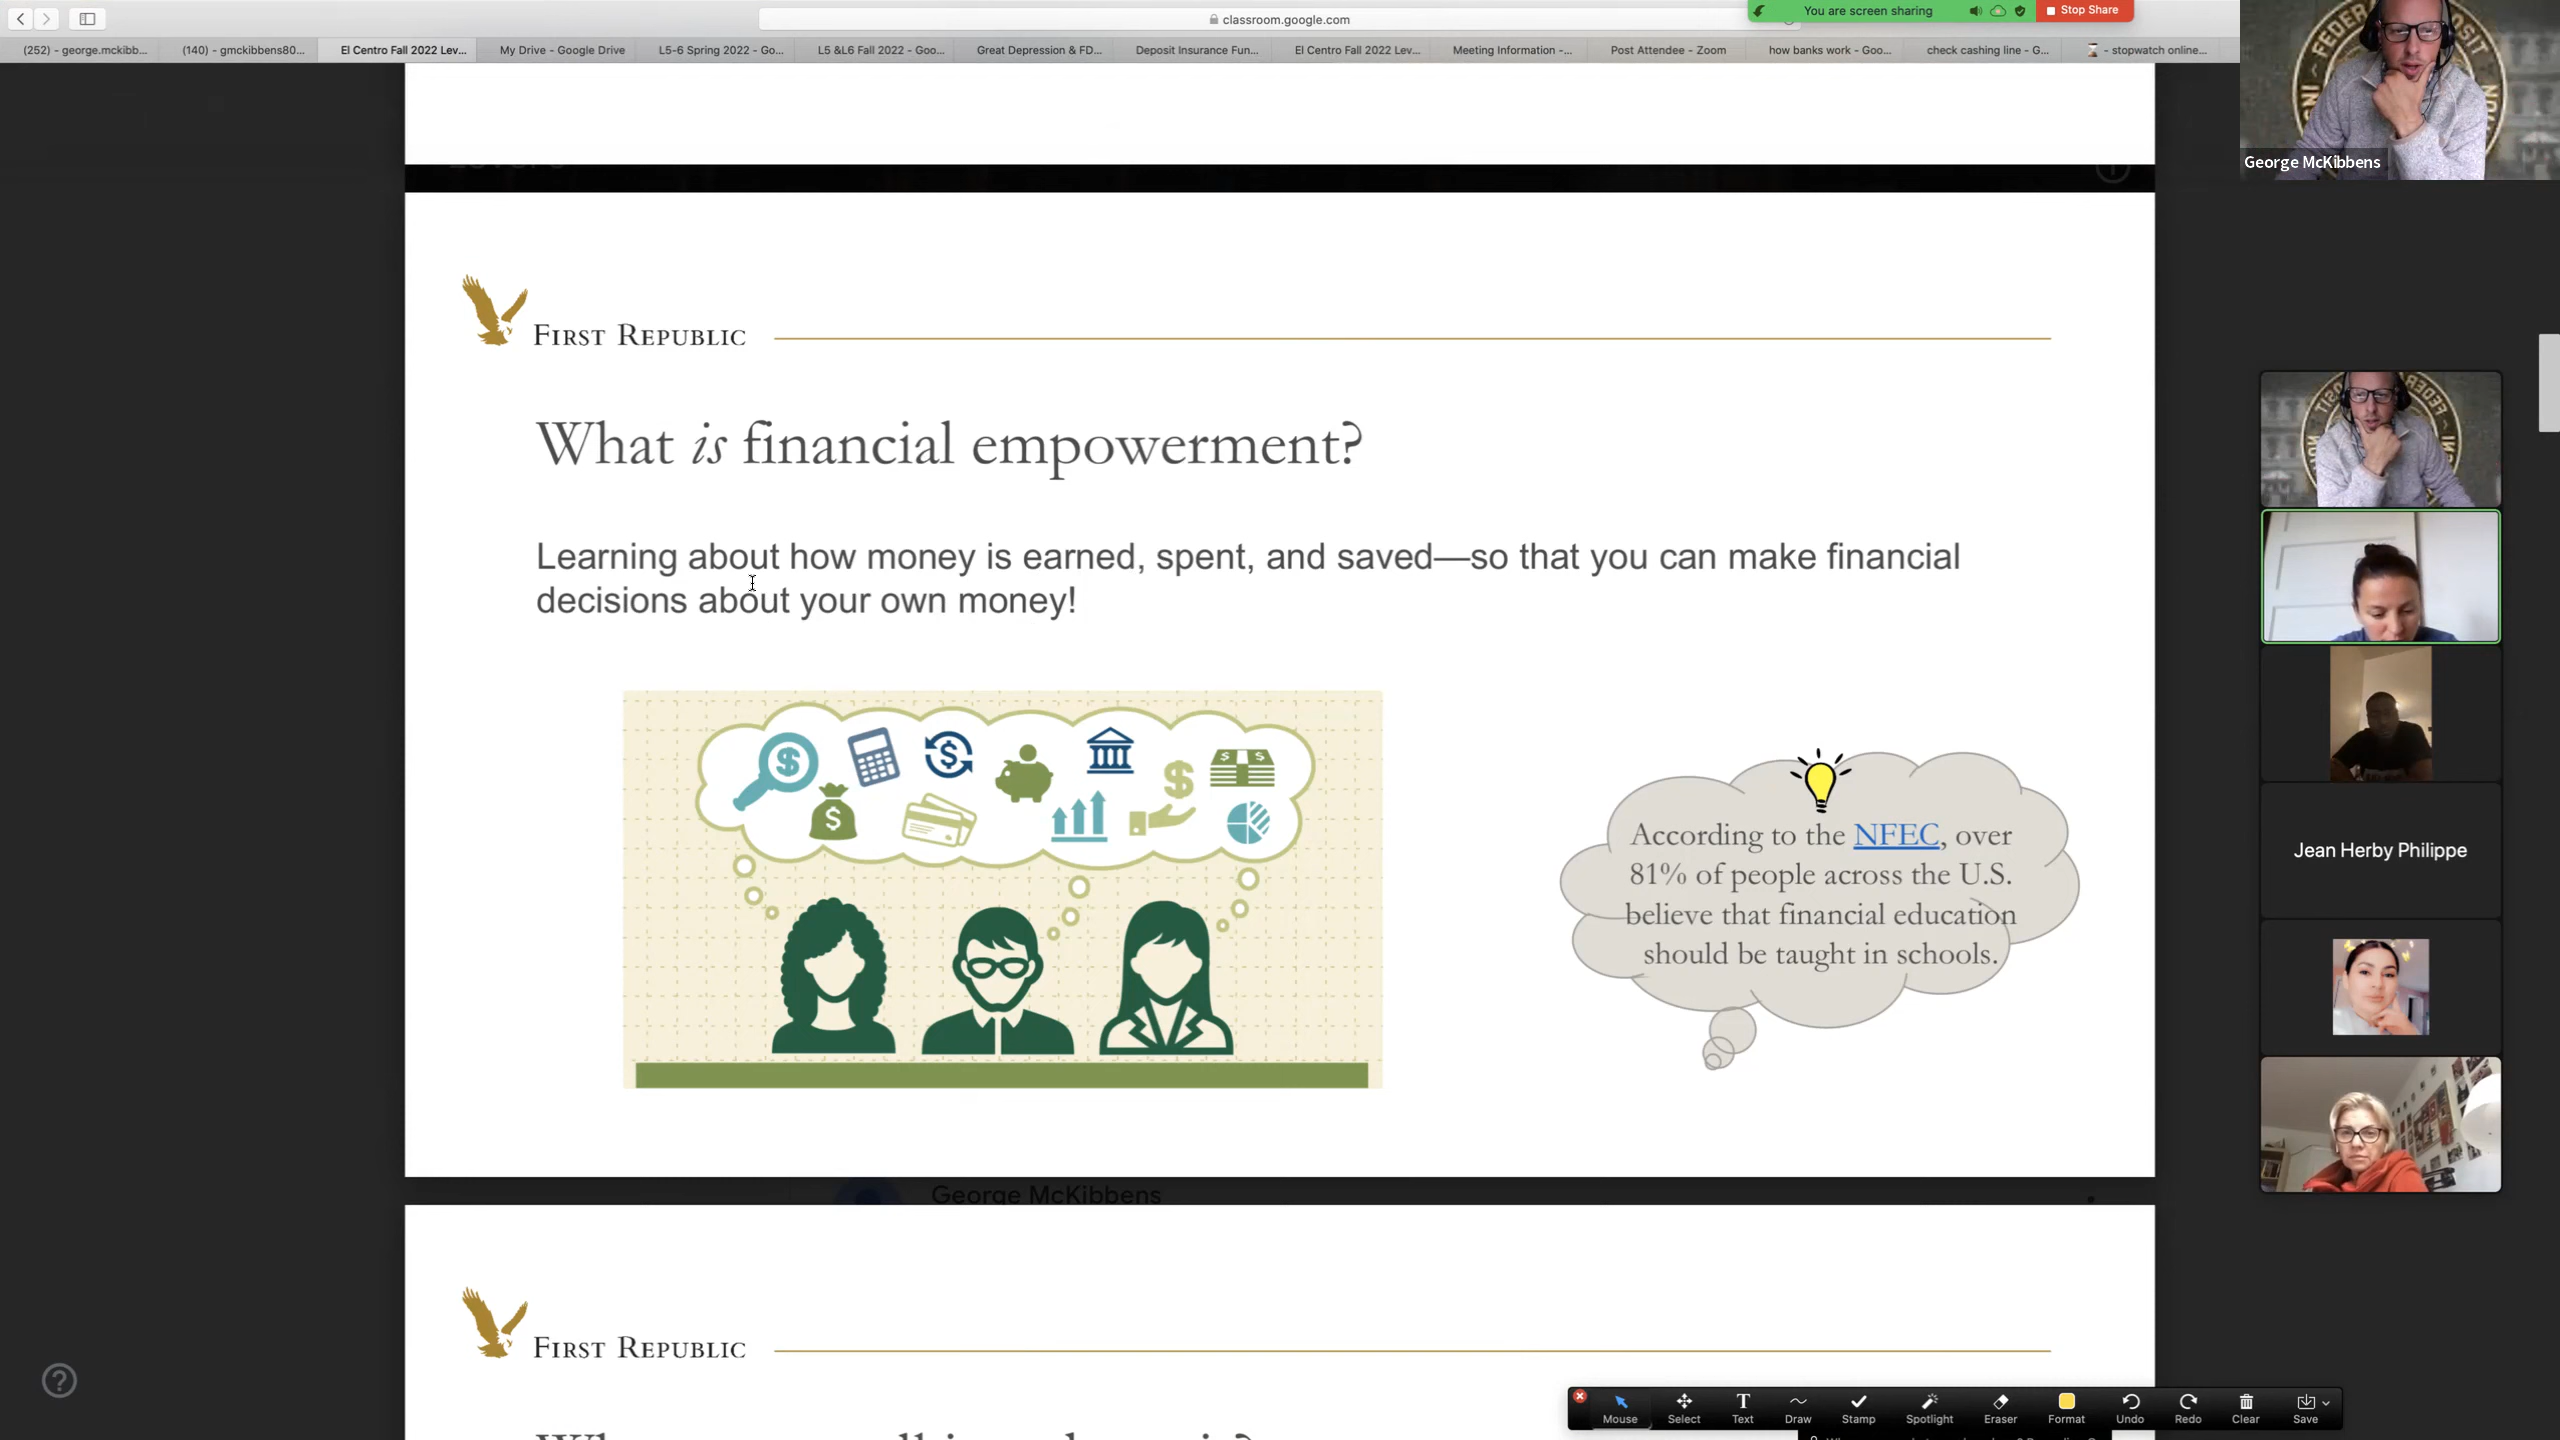 classroom.google.com
You are screen sharing
Stop Share
(252) - george.mckibb...
(140) - gmckibbens80...
El Centro Fall 2022 Lev...
My Drive - Google Drive
L5-6 Spring 2022 - Go...
L5 &L6 Fall 2022 - Goo...
Great Depression & FD...
Deposit Insurance Fun...
El Centro Fall 2022 Lev...
Meeting Information -...
Post Attendee - Zoom
how banks work - Goo...
check cashing line - G...
- stopwatch online...
George McKibbens
FIRST REPUBLIC
What is financial empowerment?
Learning about how money is earned, spent, and saved—so that you can make financial
decisions about your own money!
According to the NFEC, over
81% of people across the U.S.
believe that financial education
should be taught in schools.
Jean Herby Philippe
George McKibbens
FIRST REPUBLIC
Mouse
Select
Text
Draw
Stamp
Spotlight
Eraser
Format
Undo
Redo
Clear
Save